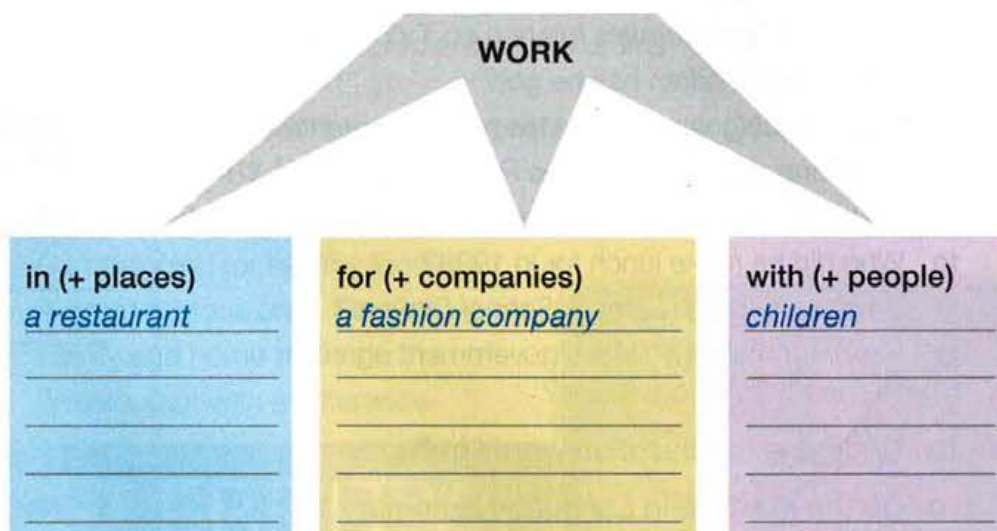 WORK
in (+ places)
a restaurant
for (+ companies)
a fashion company
with (+ people)
children